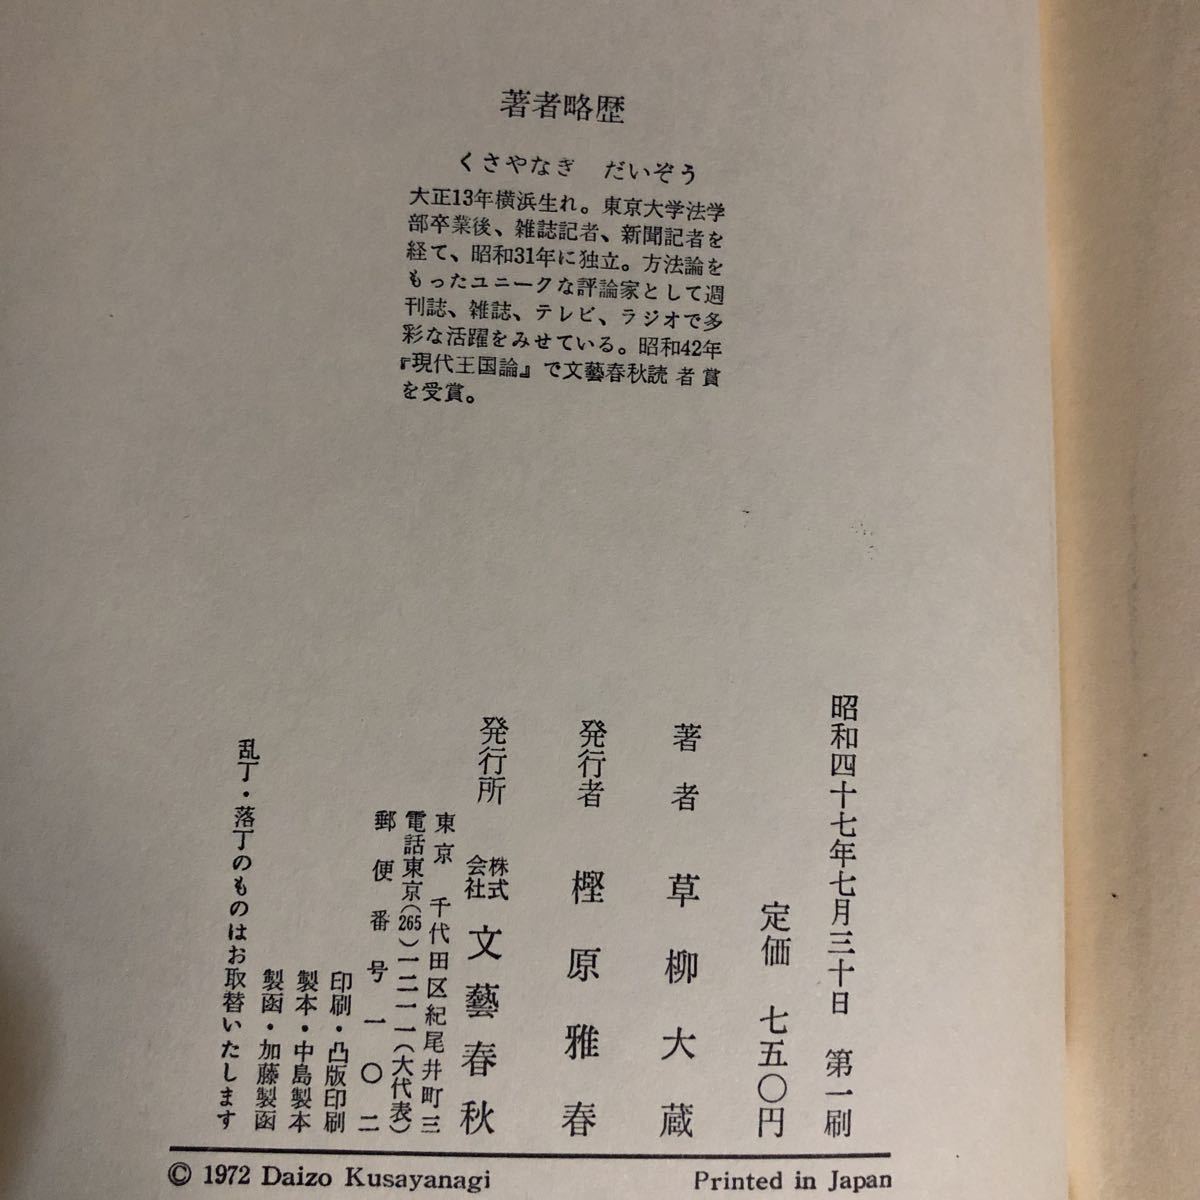 著者略歴
くさやなぎ だいぞう
大正13年横浜生れ。東京大学法学
部卒業後、雑誌記者、新聞記者を
経て、昭和31年に独立。方法論を
もったユニークな評論家として週
刊誌、雑誌、テレビ、ラジオで多
彩な活躍をみせている。昭和42年
『現代王国論』で文藝春秋読者賞
を受賞。
昭和四十七年七月三十日 第一刷
定価 七五〇円
著者 草柳大蔵
発行者 樫原雅春
発行所 株式会社 文藝春秋
東京 千代田区紀尾井町三
電話東京(265)一二一一(大代表)
郵便番号 一〇二
印刷・凸版印刷
製本・中島製本
製函・加藤製函
乱丁・落丁のものはお取替いたします
© 1972 Daizo Kusayanagi
Printed in Japan